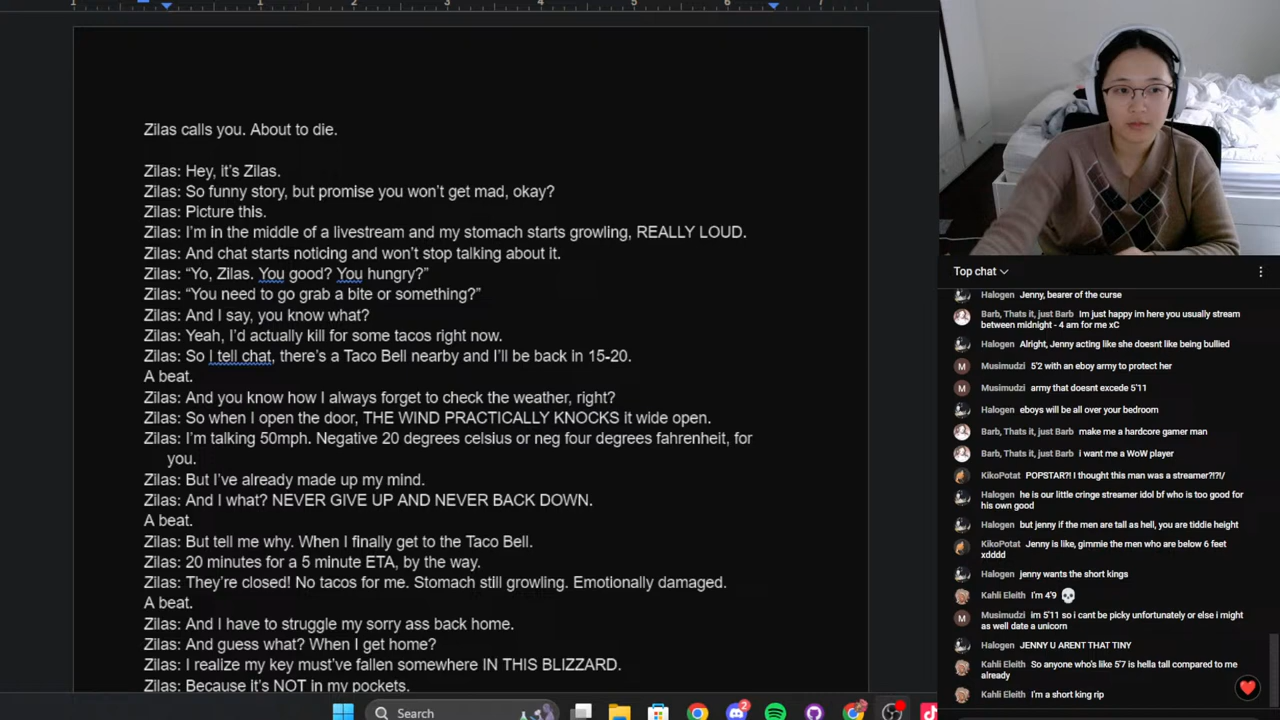 1 1 2 3 4 5 6 7
Zilas calls you. About to die.
Zilas: Hey, it's Zilas.
Zilas: So funny story, but promise you won't get mad, okay?
Zilas: Picture this.
Zilas: I'm in the middle of a livestream and my stomach starts growling, REALLY LOUD.
Zilas: And chat starts noticing and won't stop talking about it.
Zilas: “Yo, Zilas. You good? You hungry?”
Zilas: “You need to go grab a bite or something?”
Zilas: And I say, you know what?
Zilas: Yeah, I'd actually kill for some tacos right now.
Zilas: So I tell chat, there's a Taco Bell nearby and I'll be back in 15-20.
A beat.
Zilas: And you know how I always forget to check the weather, right?
Zilas: So when I open the door, THE WIND PRACTICALLY KNOCKS it wide open.
Zilas: I'm talking 50mph. Negative 20 degrees celsius or neg four degrees fahrenheit, for
you.
Zilas: But I've already made up my mind.
Zilas: And I what? NEVER GIVE UP AND NEVER BACK DOWN.
A beat.
Zilas: But tell me why. When I finally get to the Taco Bell.
Zilas: 20 minutes for a 5 minute ETA, by the way.
Zilas: They're closed! No tacos for me. Stomach still growling. Emotionally damaged.
A beat.
Zilas: And I have to struggle my sorry ass back home.
Zilas: And guess what? When I get home?
Zilas: I realize my key must've fallen somewhere IN THIS BLIZZARD.
Zilas: Because it's NOT in my pockets.
Search
2
Top chat
Halogen Jenny, bearer of the curse
Barb, Thats it, just Barb Im just happy im here you usually stream
between midnight - 4 am for me xC
Halogen Alright, Jenny acting like she doesnt like being bullied
M Musimudzi 5'2 with an eboy army to protect her
M Musimudzi army that doesnt excede 5'11
Halogen eboys will be all over your bedroom
Barb, Thats it, just Barb make me a hardcore gamer man
Barb, Thats it, just Barb i want me a WoW player
KikoPotat POPSTAR?! I thought this man was a streamer?!?!/
Halogen he is our little cringe streamer idol bf who is too good for
his own good
Halogen but jenny if the men are tall as hell, you are tiddie height
KikoPotat Jenny is like, gimmie the men who are below 6 feet
xdddd
Halogen jenny wants the short kings
Kahli Eleith I'm 4'9 💀
M Musimudzi im 5'11 so i cant be picky unfortunately or else i might
as well date a unicorn
Halogen JENNY U ARENT THAT TINY
Kahli Eleith So anyone who's like 5'7 is hella tall compared to me
already
Kahli Eleith I'm a short king rip